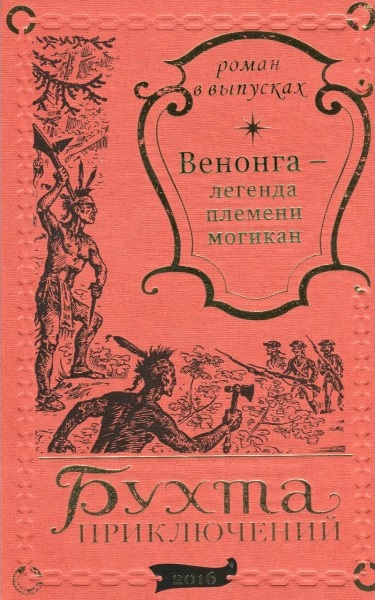 роман
в выпусках
Венонга –
легенда
племени
могикан
Бухта
ПРИКЛЮЧЕНИЙ
2016